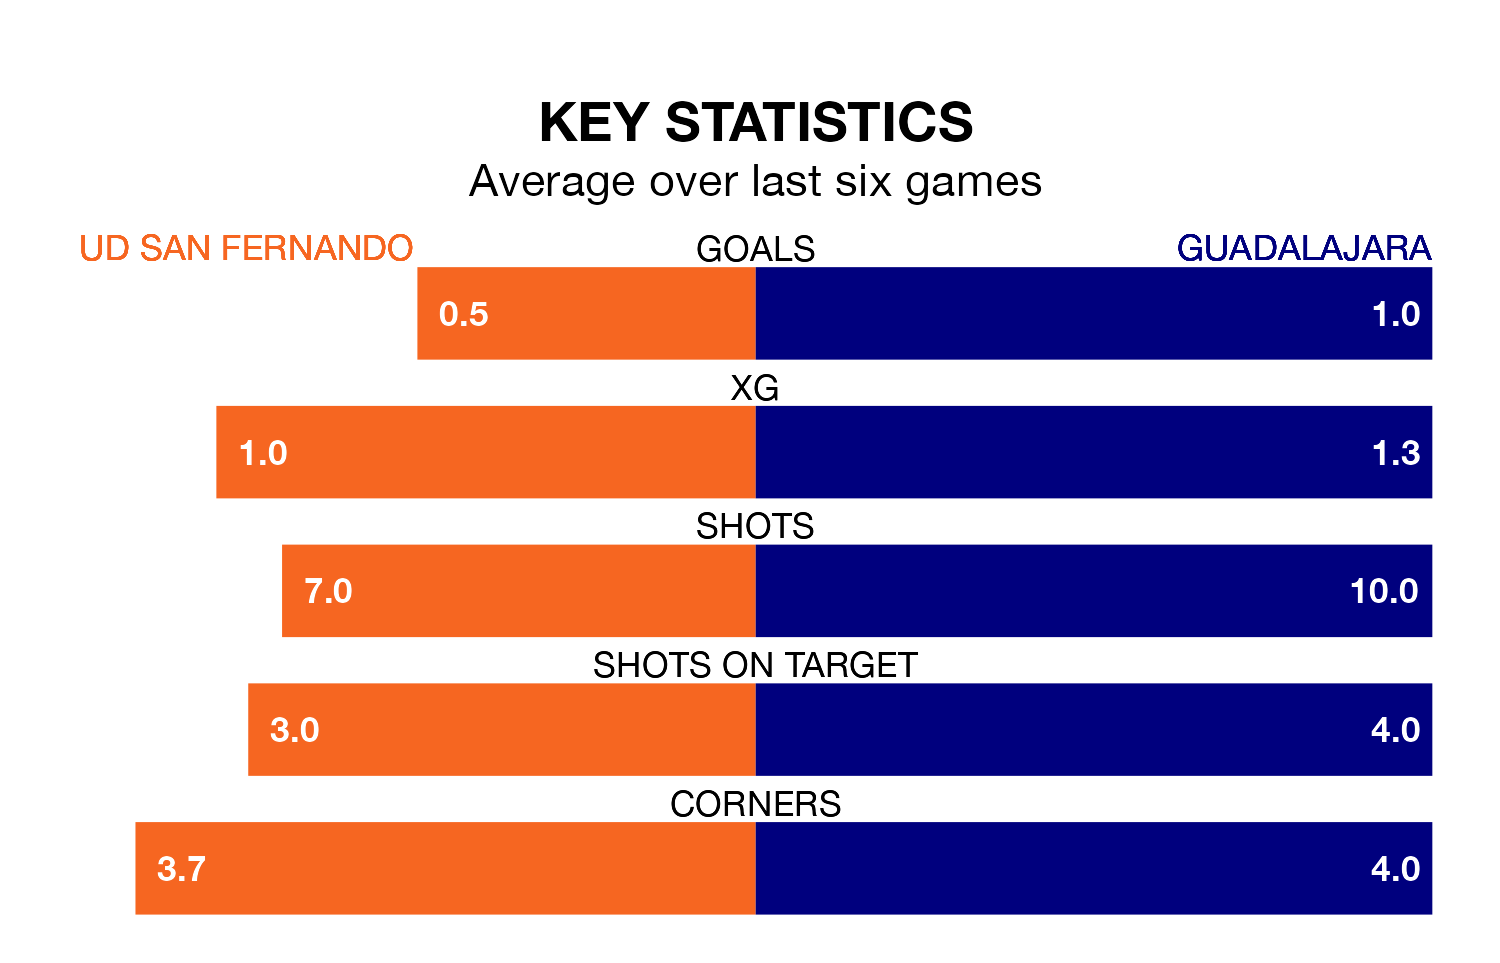 KEY STATISTICS
Average over last six games
UD SAN FERNANDO GOALS GUADALAJARA
0.5 1.0
XG
1.0 1.3
SHOTS
7.0 10.0
SHOTS ON TARGET
3.0 4.0
CORNERS
3.7 4.0